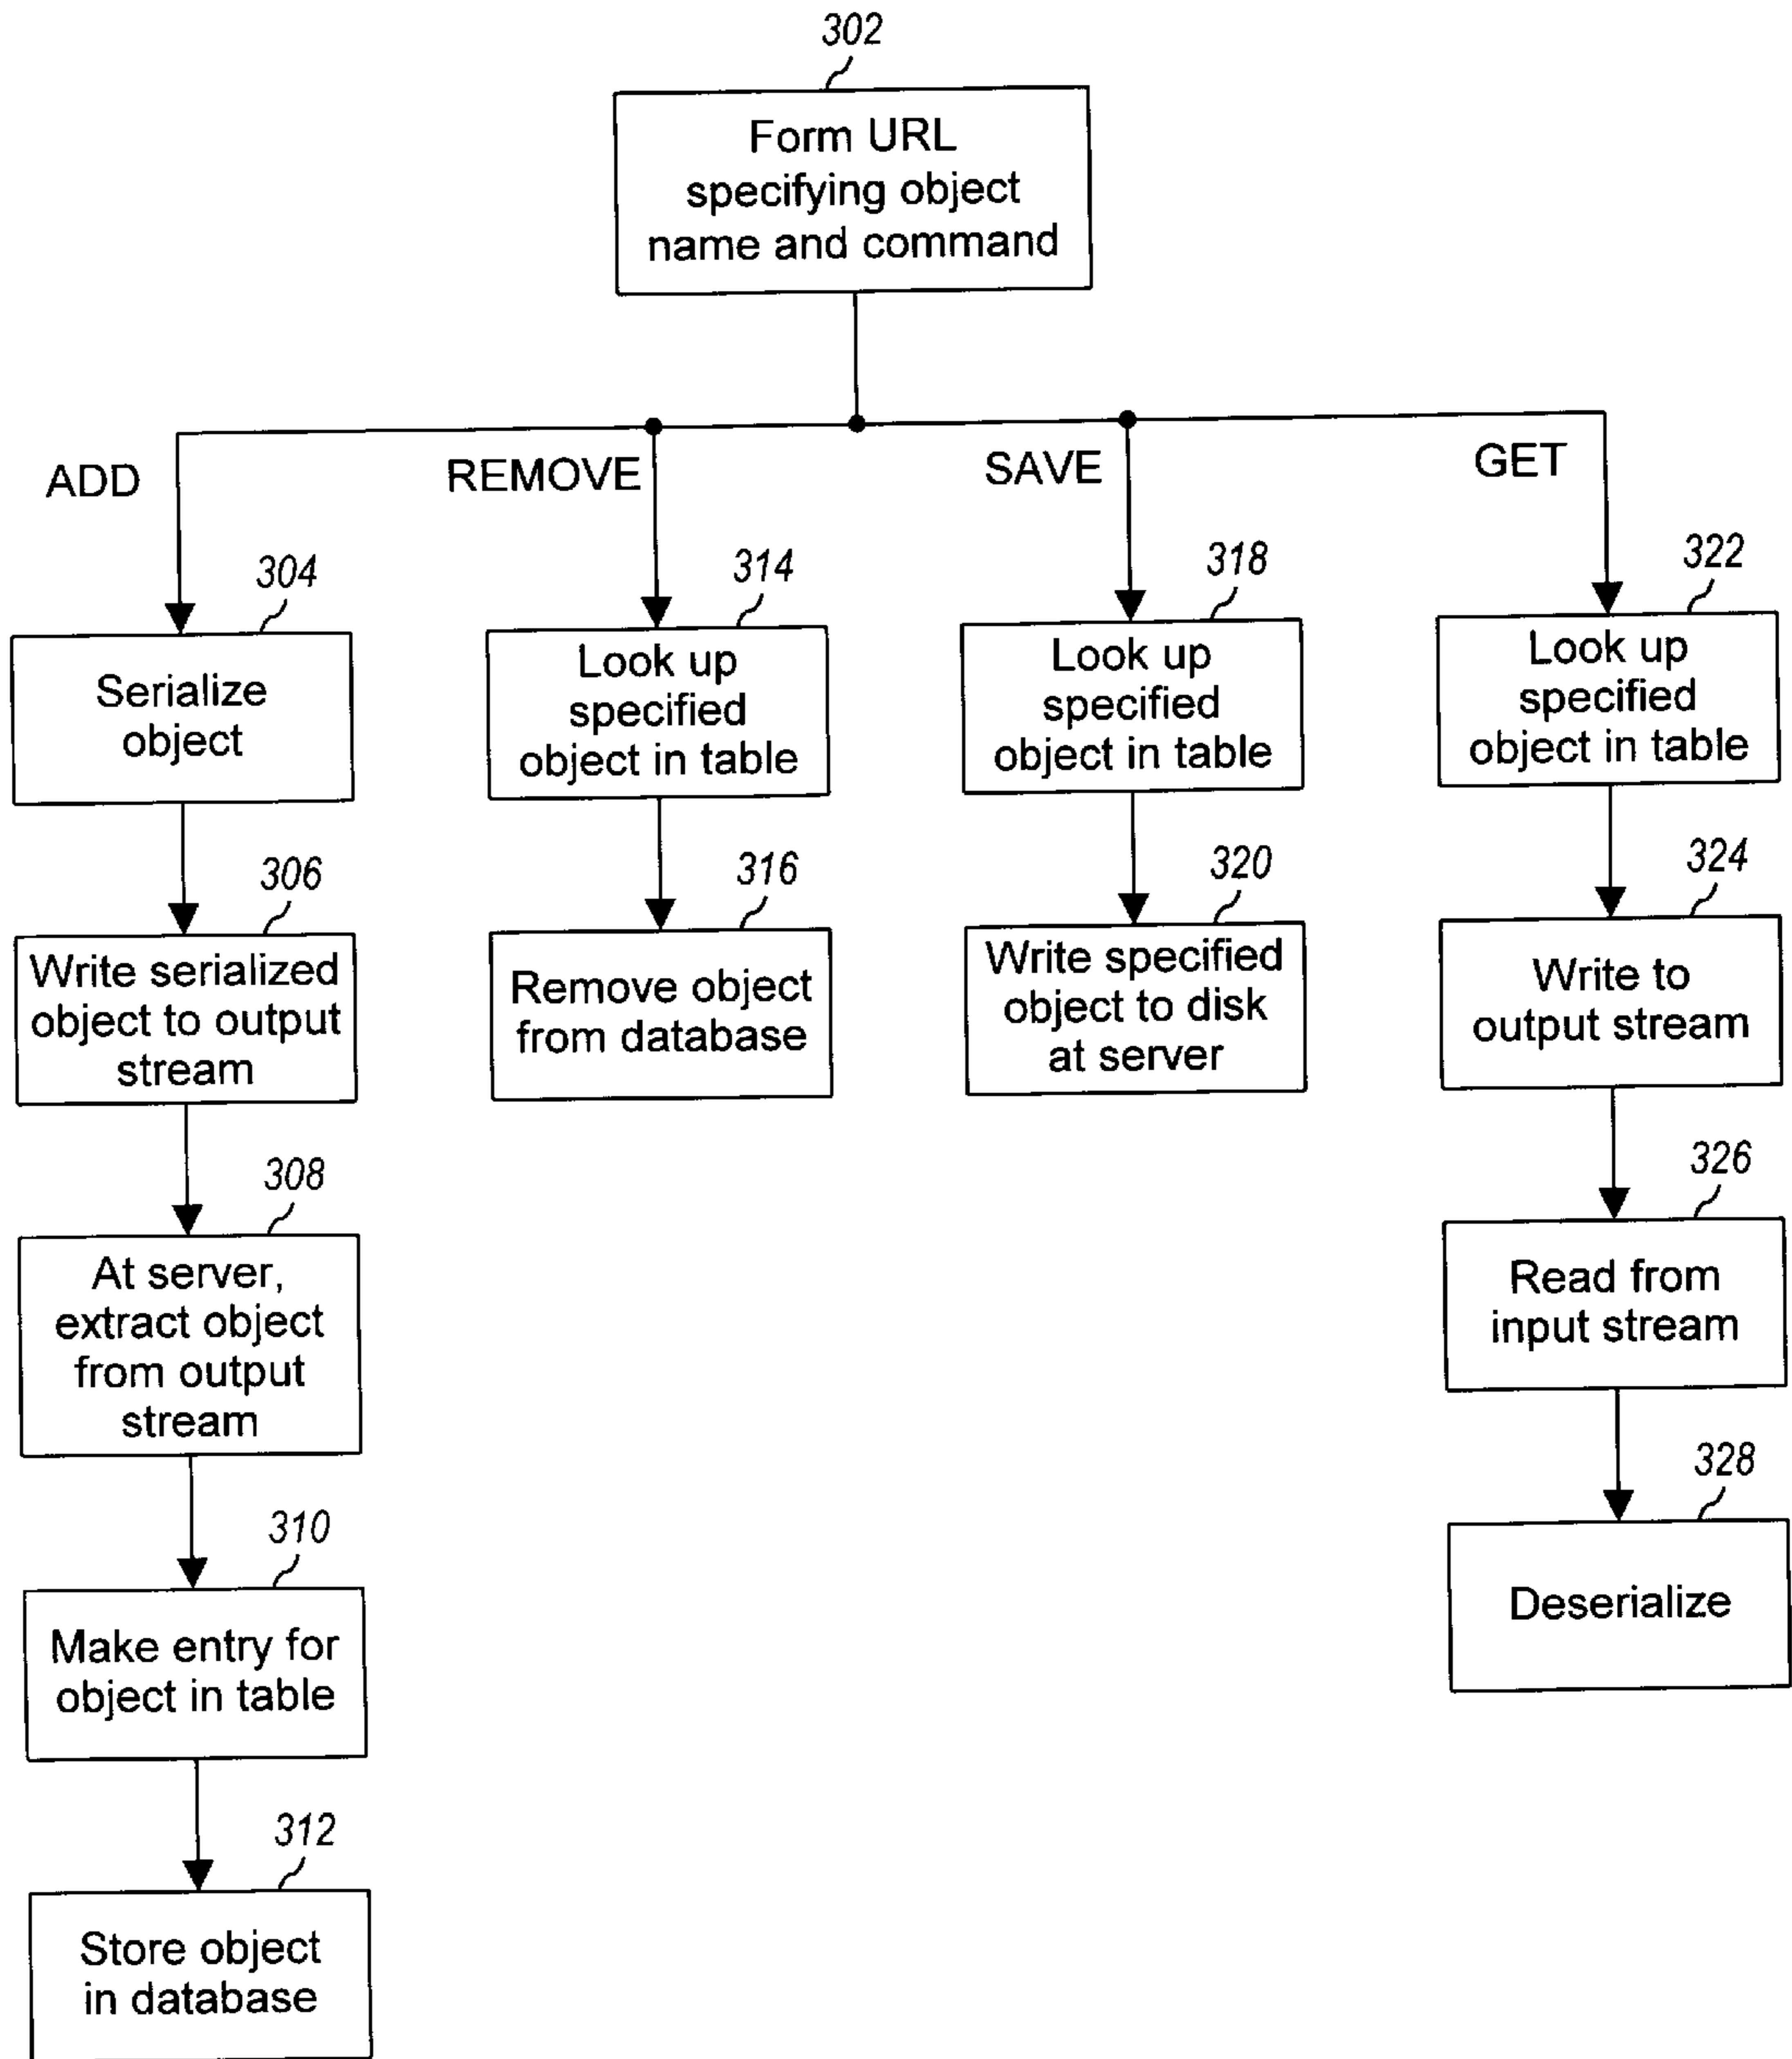 302
Form URL
specifying object
name and command
ADD
REMOVE
SAVE
GET
304
Serialize
object
306
Write serialized
object to output
stream
308
At server,
extract object
from output
stream
310
Make entry for
object in table
312
Store object
in database
314
Look up
specified
object in table
316
Remove object
from database
318
Look up
specified
object in table
320
Write specified
object to disk
at server
322
Look up
specified
object in table
324
Write to
output stream
326
Read from
input stream
328
Deserialize